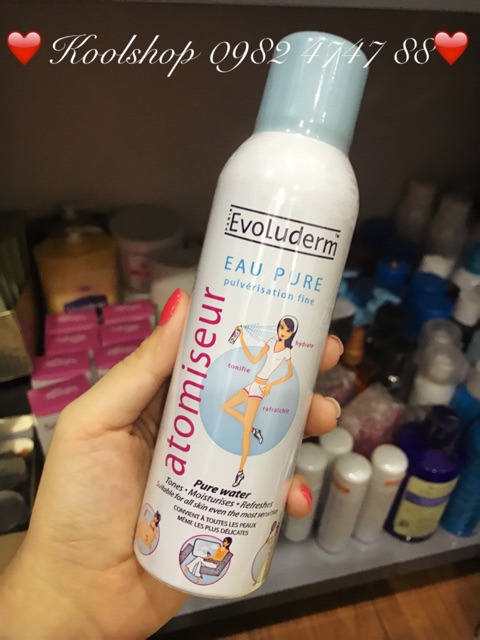 Koolshop 0982 4747 88
Evoluderm™
EAU PURE
pulvérisation fine
atomiseur
hydrate
tonifie
rafraîchit
Pure water
Tones • Moisturises • Refreshes
Suitable for all skin even the most sensitive
CONVIENT À TOUTES LES PEAUX
MÊME LES PLUS DÉLICATES